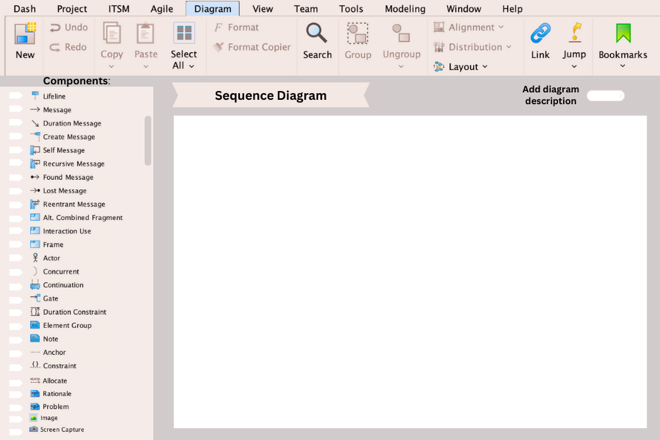 Dash Project ITSM Agile Diagram View Team Tools Modeling Window Help
New
Undo
Redo
Copy
Paste
Select
All
Format
Format Copier
Search
Group
Ungroup
Alignment
Distribution
Layout
Link
Jump
Bookmarks
Components:
Lifeline
Message
Duration Message
Create Message
Self Message
Recursive Message
Found Message
Lost Message
Reentrant Message
Alt. Combined Fragment
Interaction Use
Frame
Actor
Concurrent
Continuation
Gate
Duration Constraint
Element Group
Note
Anchor
Constraint
Allocate
Rationale
Problem
Image
Screen Capture
Sequence Diagram
Add diagram
description